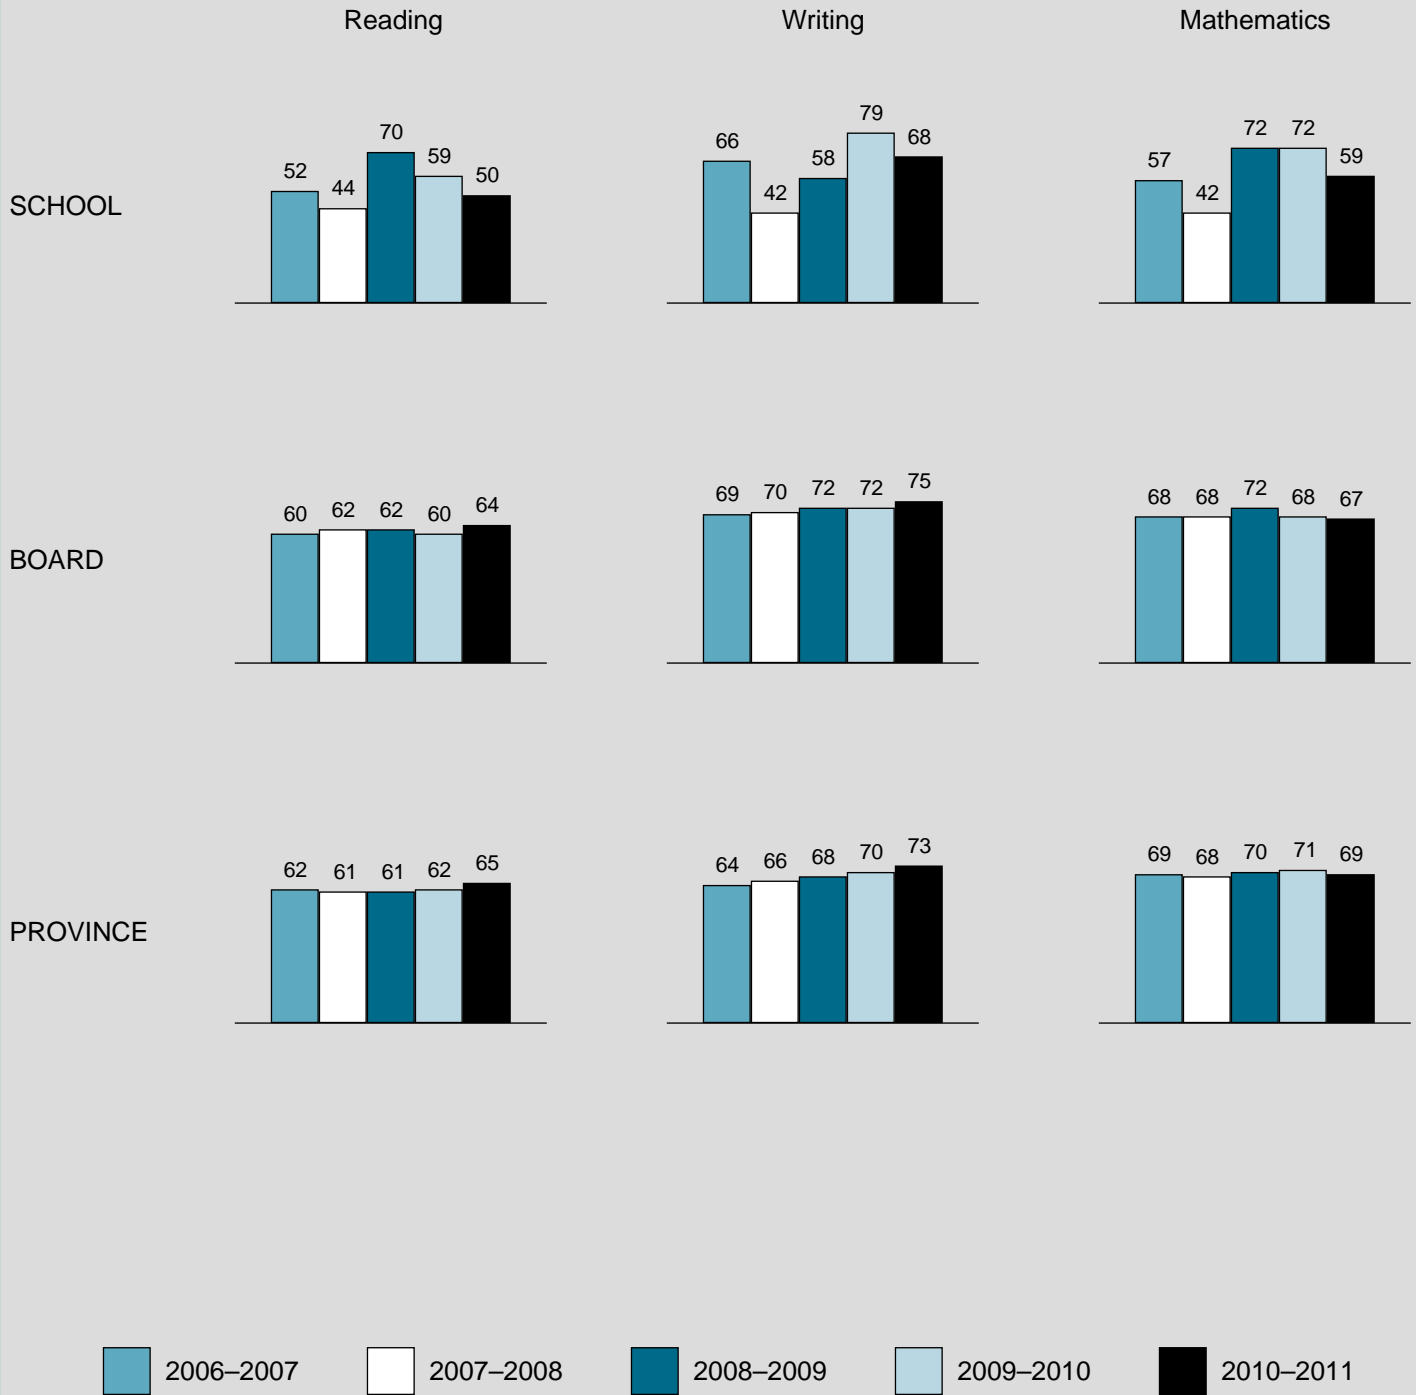 Reading Writing Mathematics
SCHOOL
52 44 70 59 50
66 42 58 79 68
57 42 72 72 59
BOARD
60 62 62 60 64
69 70 72 72 75
68 68 72 68 67
PROVINCE
62 61 61 62 65
64 66 68 70 73
69 68 70 71 69
2006–2007 2007–2008 2008–2009 2009–2010 2010–2011